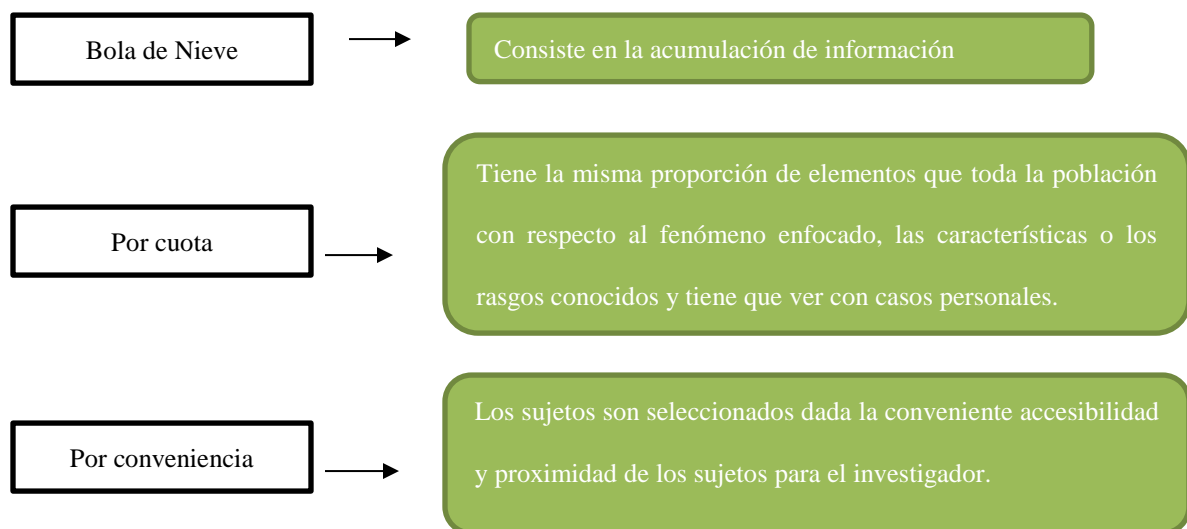 Bola de Nieve
Consiste en la acumulación de información
Por cuota
Tiene la misma proporción de elementos que toda la población
con respecto al fenómeno enfocado, las características o los
rasgos conocidos y tiene que ver con casos personales.
Por conveniencia
Los sujetos son seleccionados dada la conveniente accesibilidad
y proximidad de los sujetos para el investigador.